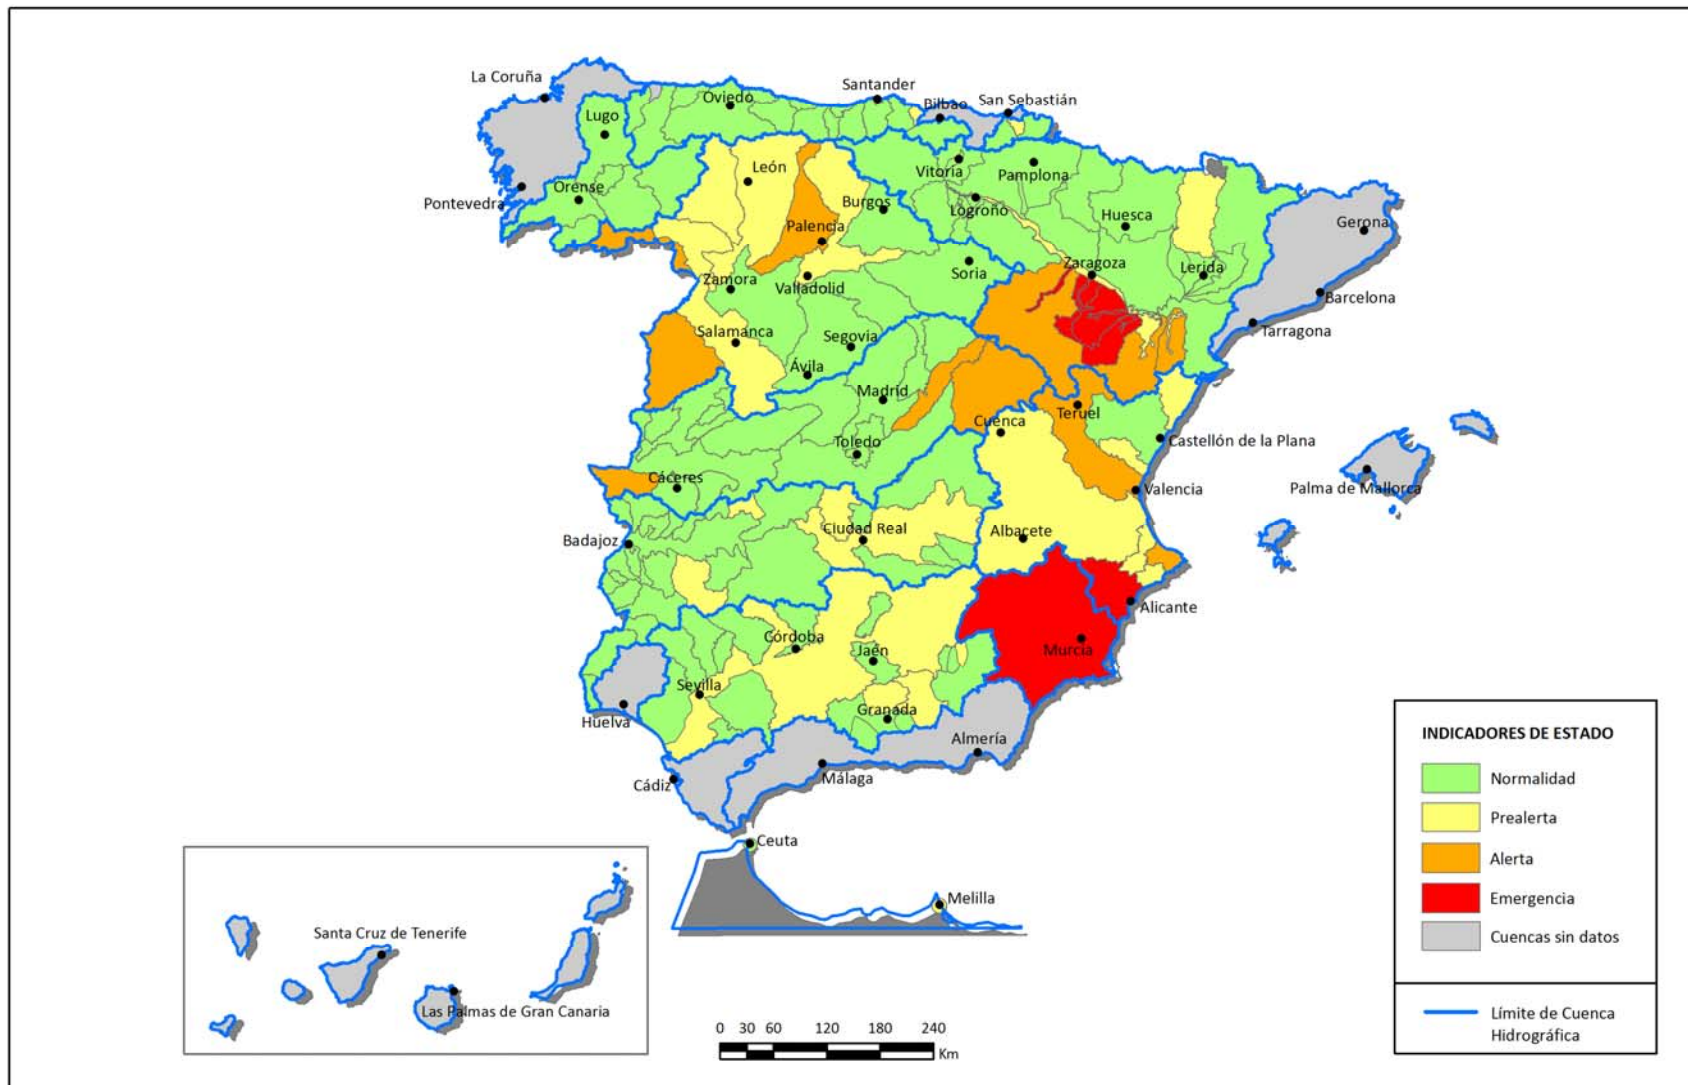 La Coruña
Lugo
Oviedo
Santander
Bilbao
San Sebastián
Pontevedra
Orense
León
Burgos
Palencia
Vitoria
Pamplona
Logroño
Huesca
Gerona
Zamora
Valladolid
Soria
Zaragoza
Lerida
Barcelona
Tarragona
Salamanca
Segovia
Ávila
Madrid
Cuenca
Teruel
Castellón de la Plana
Toledo
Cáceres
Valencia
Palma de Mallorca
Badajoz
Ciudad Real
Albacete
Alicante
Córdoba
Jaén
Murcia
Sevilla
Granada
Huelva
Almería
Cádiz
Málaga
Ceuta
Melilla
Santa Cruz de Tenerife
Las Palmas de Gran Canaria
0 30 60 120 180 240
Km
INDICADORES DE ESTADO
Normalidad
Prealerta
Alerta
Emergencia
Cuencas sin datos
Límite de Cuenca
Hidrográfica